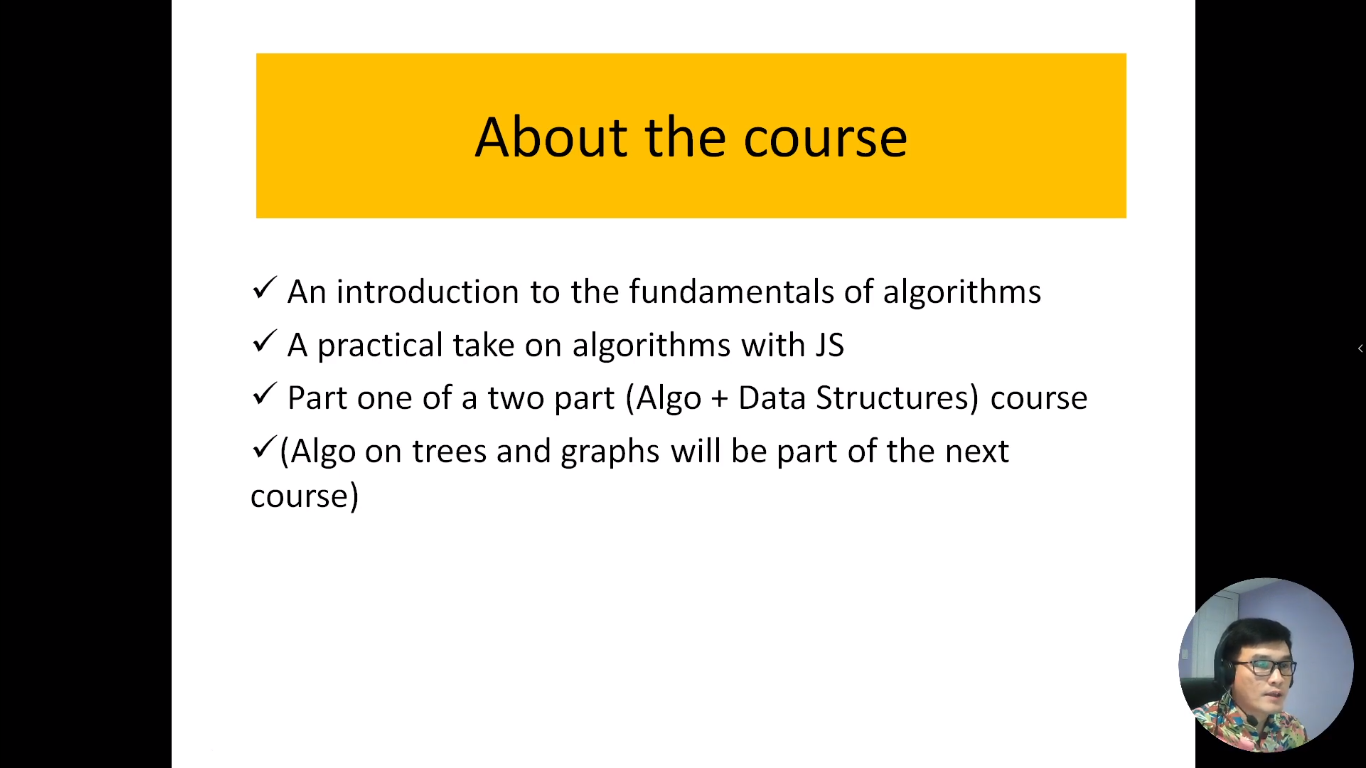 About the course
✓ An introduction to the fundamentals of algorithms
✓ A practical take on algorithms with JS
✓ Part one of a two part (Algo + Data Structures) course
✓(Algo on trees and graphs will be part of the next
course)